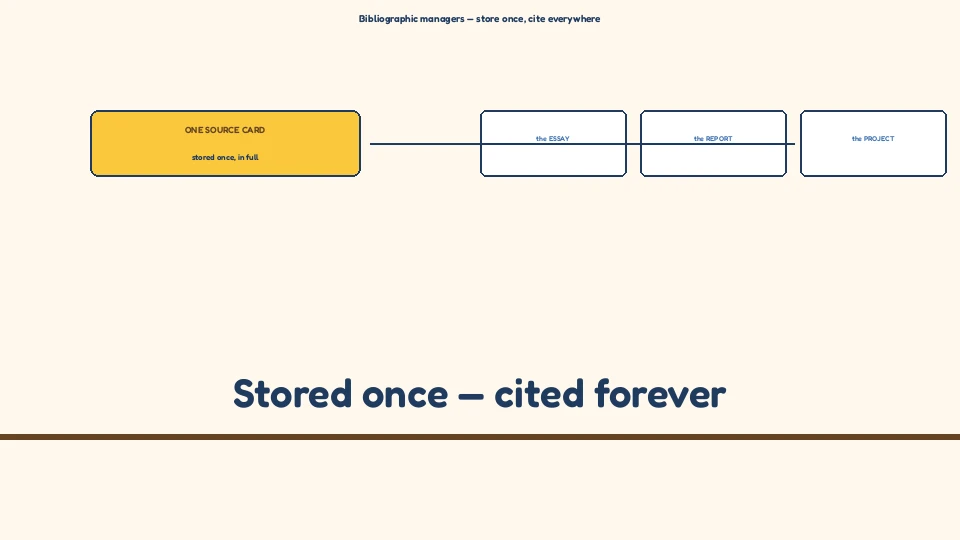 Bibliographic managers — store once, cite everywhere
ONE SOURCE CARD
stored once, in full
the ESSAY
the REPORT
the PROJECT
Stored once — cited forever